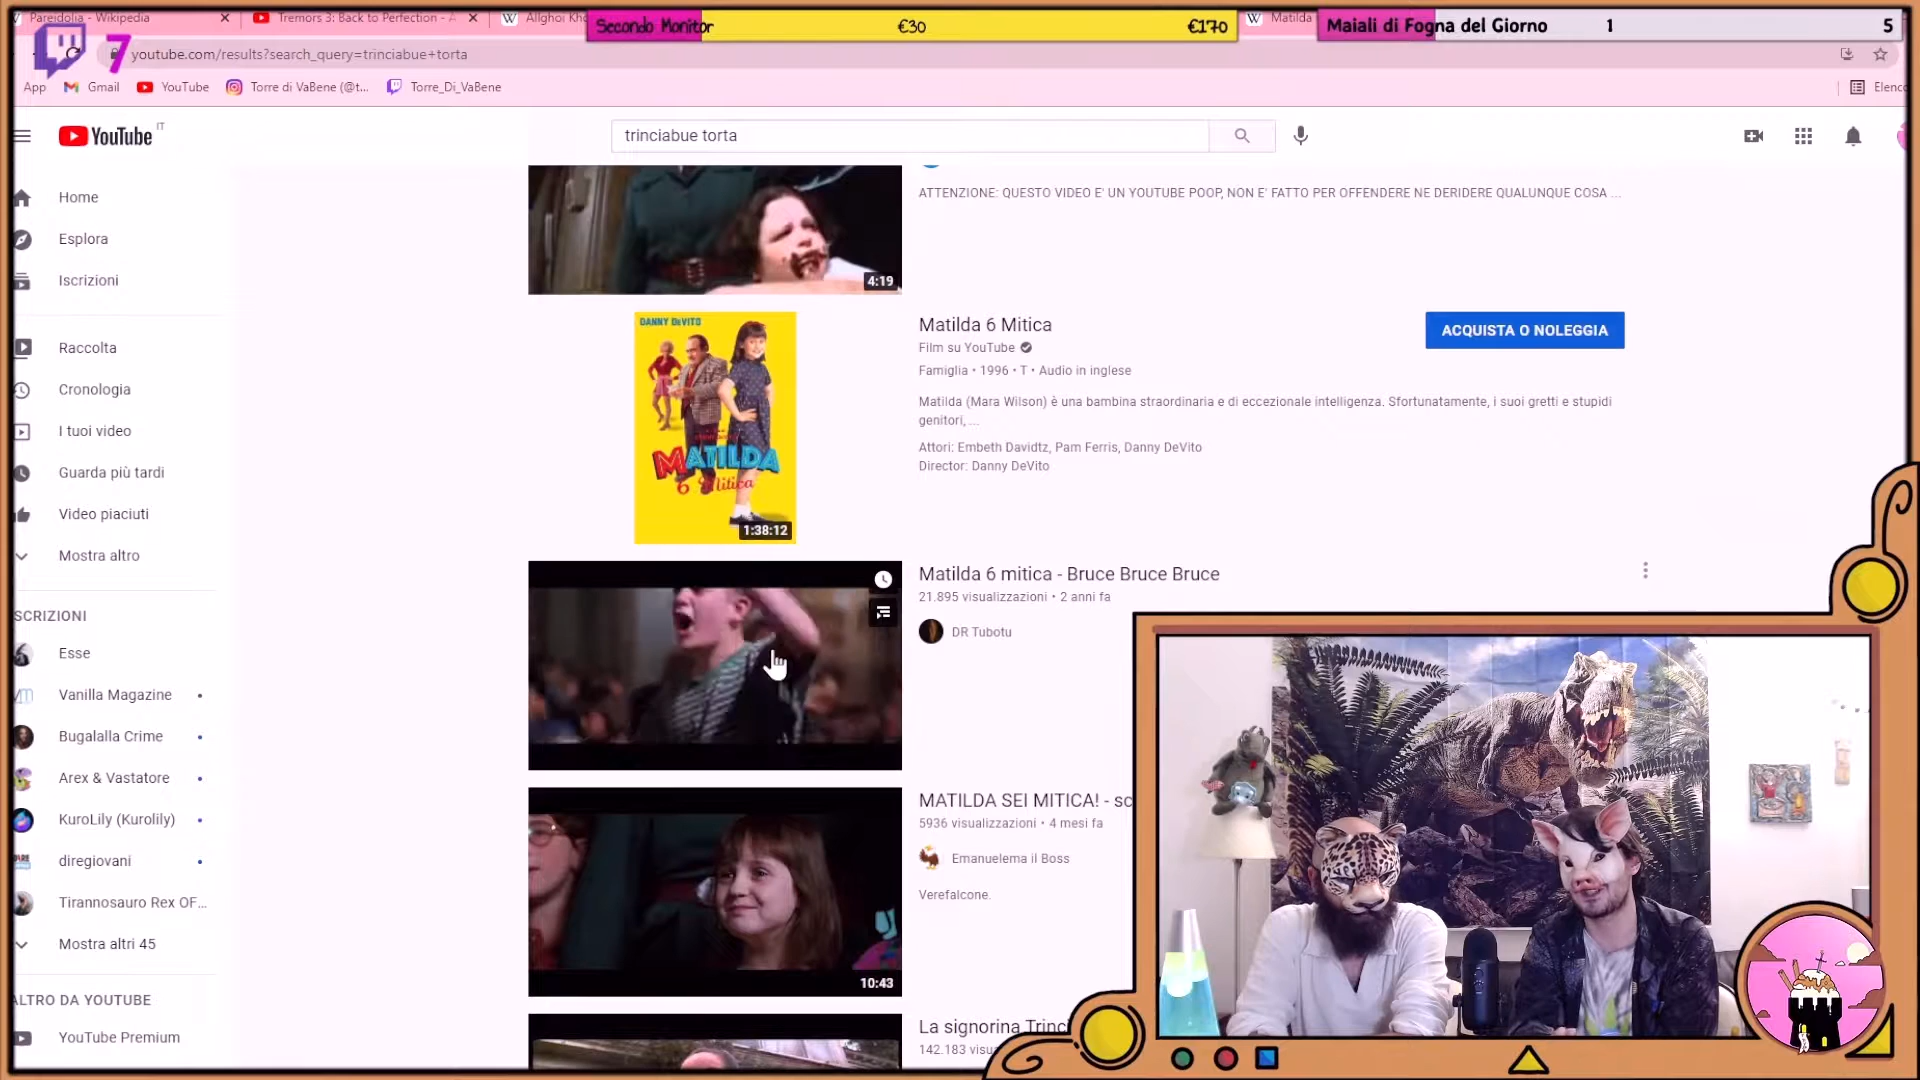 Pareidolia - Wikipedia
Tremors 3: Back to Perfection - A
Allghoi Kho
Matilda
Secondo Monitor €30 €170
Maiali di Fogna del Giorno 1 5
7
youtube.com/results?search_query=trinciabue+torta
App
Gmail
YouTube
Torre di VaBene (@t...
Torre_Di_VaBene
Elenco
YouTube IT
trinciabue torta
Home
Esplora
Iscrizioni
Raccolta
Cronologia
I tuoi video
Guarda più tardi
Video piaciuti
Mostra altro
SCRIZIONI
Esse
Vanilla Magazine
Bugalalla Crime
Arex & Vastatore
KuroLily (Kurolily)
diregiovani
Tirannosauro Rex OF...
Mostra altri 45
ALTRO DA YOUTUBE
YouTube Premium
4:19
ATTENZIONE: QUESTO VIDEO E' UN YOUTUBE POOP, NON E' FATTO PER OFFENDERE NE DERIDERE QUALUNQUE COSA ...
DANNY DeVITO
MATILDA
6 Mitica
1:38:12
Matilda 6 Mitica
Film su YouTube
Famiglia • 1996 • T • Audio in inglese
Matilda (Mara Wilson) è una bambina straordinaria e di eccezionale intelligenza. Sfortunatamente, i suoi gretti e stupidi
genitori, ...
Attori: Embeth Davidtz, Pam Ferris, Danny DeVito
Director: Danny DeVito
ACQUISTA O NOLEGGIA
Matilda 6 mitica - Bruce Bruce Bruce
21.895 visualizzazioni • 2 anni fa
DR Tubotu
10:43
MATILDA SEI MITICA! - sc
5936 visualizzazioni • 4 mesi fa
Emanuelema il Boss
Verefalcone.
La signorina Trinci
142.183 visua